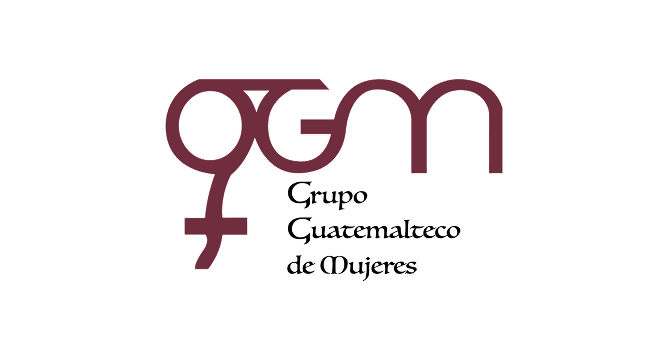 GGM
Grupo
Guatemalteco
de Mujeres